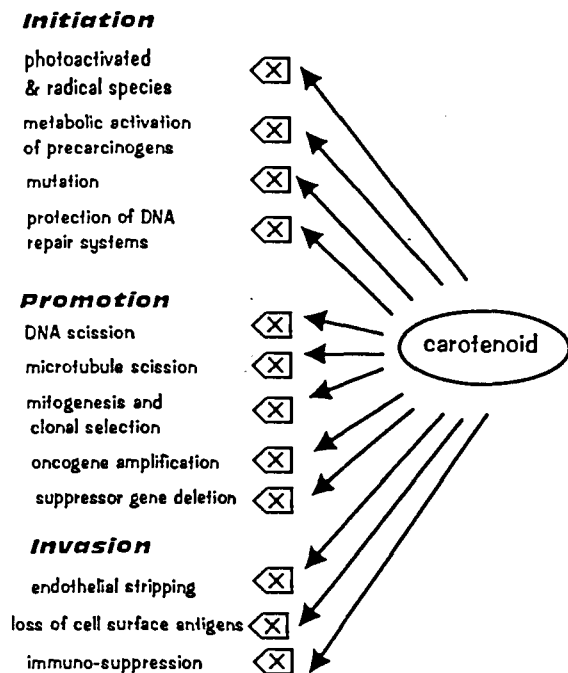 Initiation
photoactivated
& radical species
metabolic activation
of precarcinogens
mutation
protection of DNA
repair systems
Promotion
DNA scission
microtubule scission
mitogenesis and
clonal selection
oncogene amplification
suppressor gene deletion
Invasion
endothelial stripping
loss of cell surface antigens
immuno-suppression
carotenoid